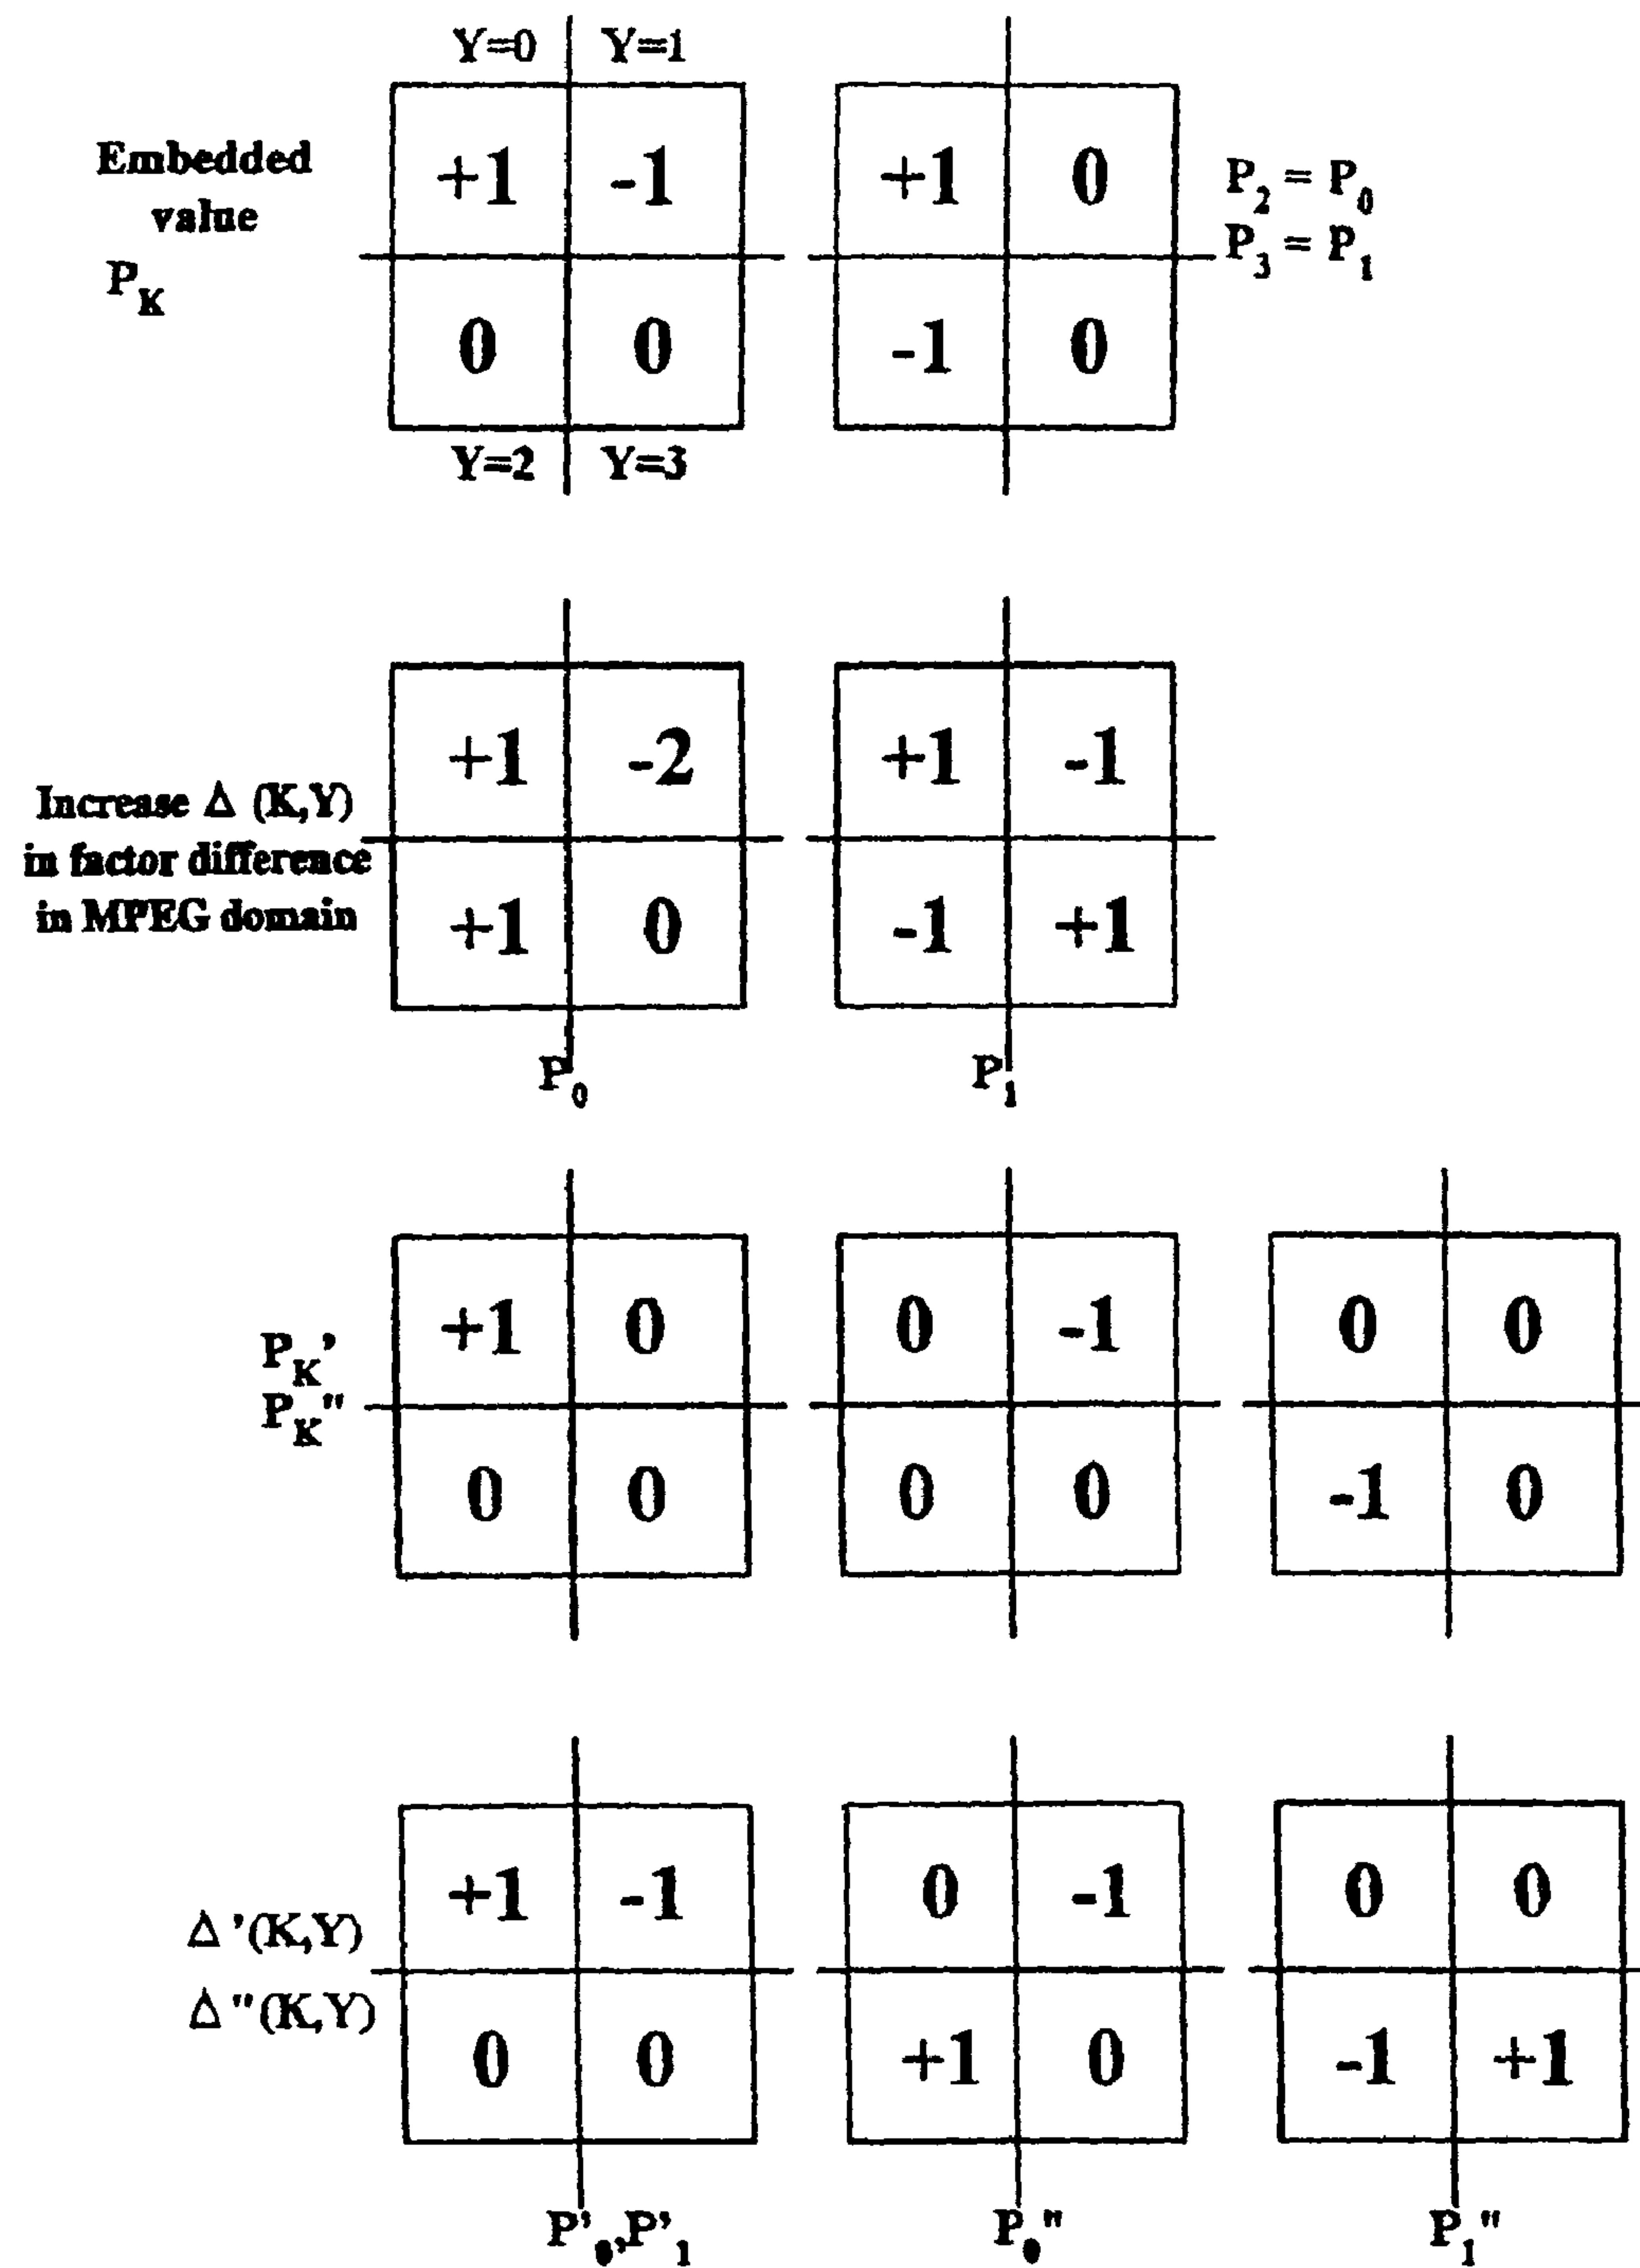 Y=0 Y=1
Embedded
value
P_K
+1 -1 +1 0
P_2 = P_0
P_3 = P_1
0 0 -1 0
Y=2 Y=3
+1 -2 +1 -1
Increase Δ (K,Y)
in factor difference
in MPEG domain
+1 0 -1 +1
P_0 P_1
+1 0 0 -1 0 0
P_K'
P_K"
0 0 0 0 -1 0
+1 -1 0 -1 0 0
Δ '(K,Y)
Δ "(K,Y)
0 0 +1 0 -1 +1
P'_0,P'_1 P_0" P_1"